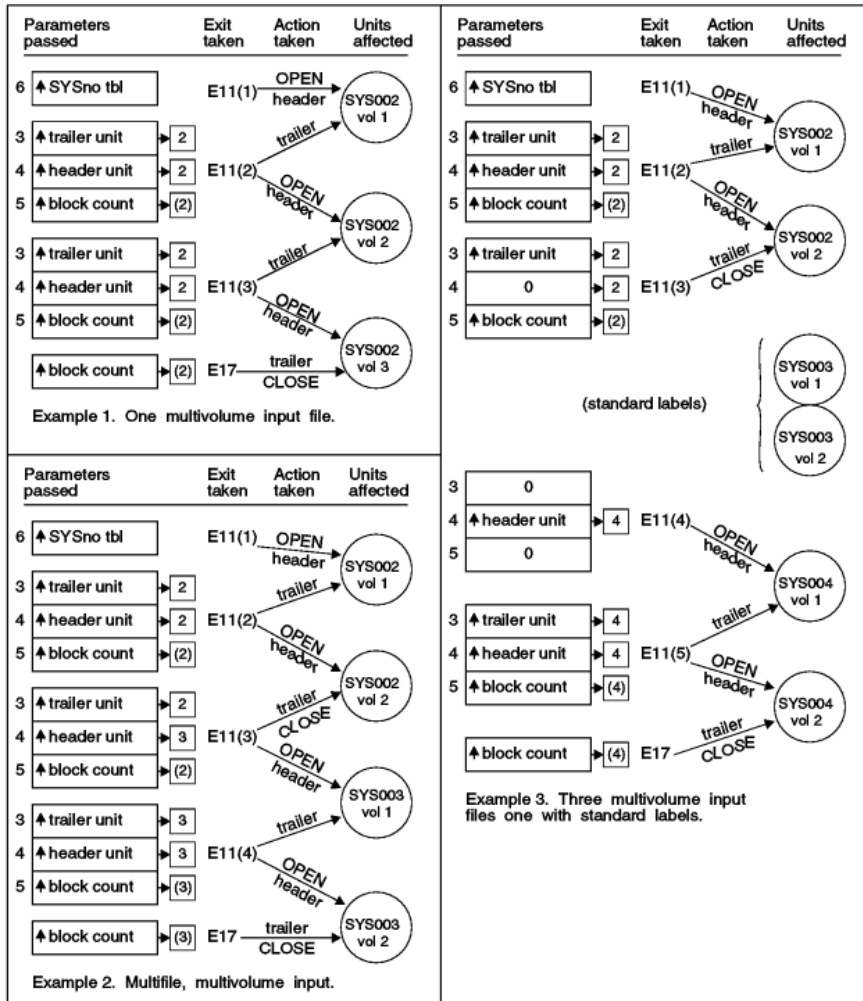 Parameters passed Exit taken Action taken Units affected
6 ↑SYSno tbl E11(1) OPEN header SYS002 vol 1
3 ↑trailer unit 2
4 ↑header unit 2 E11(2) trailer
5 ↑block count (2) OPEN header SYS002 vol 2
3 ↑trailer unit 2 trailer
4 ↑header unit 2 E11(3)
5 ↑block count (2) OPEN header SYS002 vol 3
↑block count (2) E17 trailer CLOSE
Example 1. One multivolume input file.
Parameters passed Exit taken Action taken Units affected
6 ↑SYSno tbl E11(1) OPEN header SYS002 vol 1
3 ↑trailer unit 2 trailer
4 ↑header unit 2 E11(2)
5 ↑block count (2) OPEN header SYS002 vol 2
3 ↑trailer unit 2 trailer CLOSE
4 ↑header unit 3 E11(3)
5 ↑block count (2) OPEN header SYS003 vol 1
3 ↑trailer unit 3 trailer
4 ↑header unit 3 E11(4)
5 ↑block count (3) OPEN header SYS003 vol 2
↑block count (3) E17 trailer CLOSE
Example 2. Multifile, multivolume input.
Parameters passed Exit taken Action taken Units affected
6 ↑SYSno tbl E11(1) OPEN header SYS002 vol 1
3 ↑trailer unit 2 trailer
4 ↑header unit 2 E11(2)
5 ↑block count (2) OPEN header SYS002 vol 2
3 ↑trailer unit 2 trailer
4 0 2 E11(3) CLOSE
5 ↑block count (2)
(standard labels) SYS003 vol 1
SYS003 vol 2
3 0
4 ↑header unit 4 E11(4) OPEN header
5 0 SYS004 vol 1
3 ↑trailer unit 4 trailer
4 ↑header unit 4 E11(5) OPEN header
5 ↑block count (4) SYS004 vol 2
↑block count (4) E17 trailer CLOSE
Example 3. Three multivolume input
files one with standard labels.